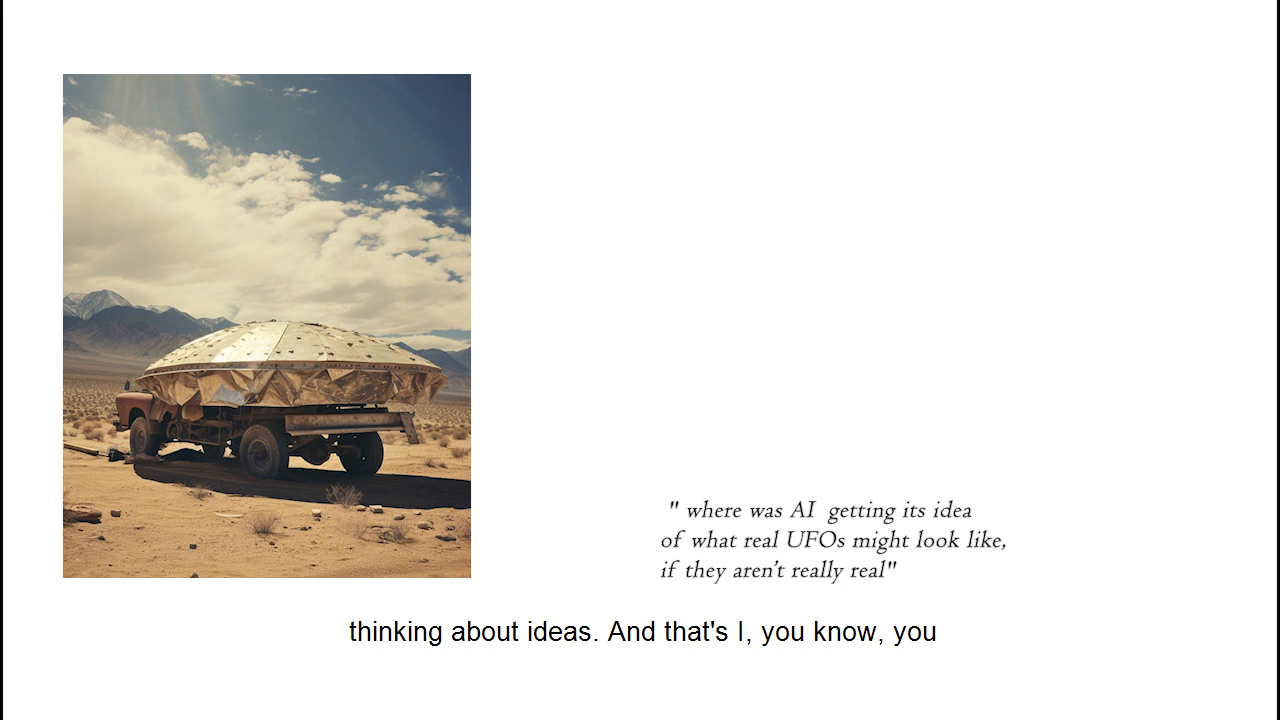 " where was AI getting its idea
of what real UFOs might look like,
if they aren't really real"
thinking about ideas. And that's I, you know, you